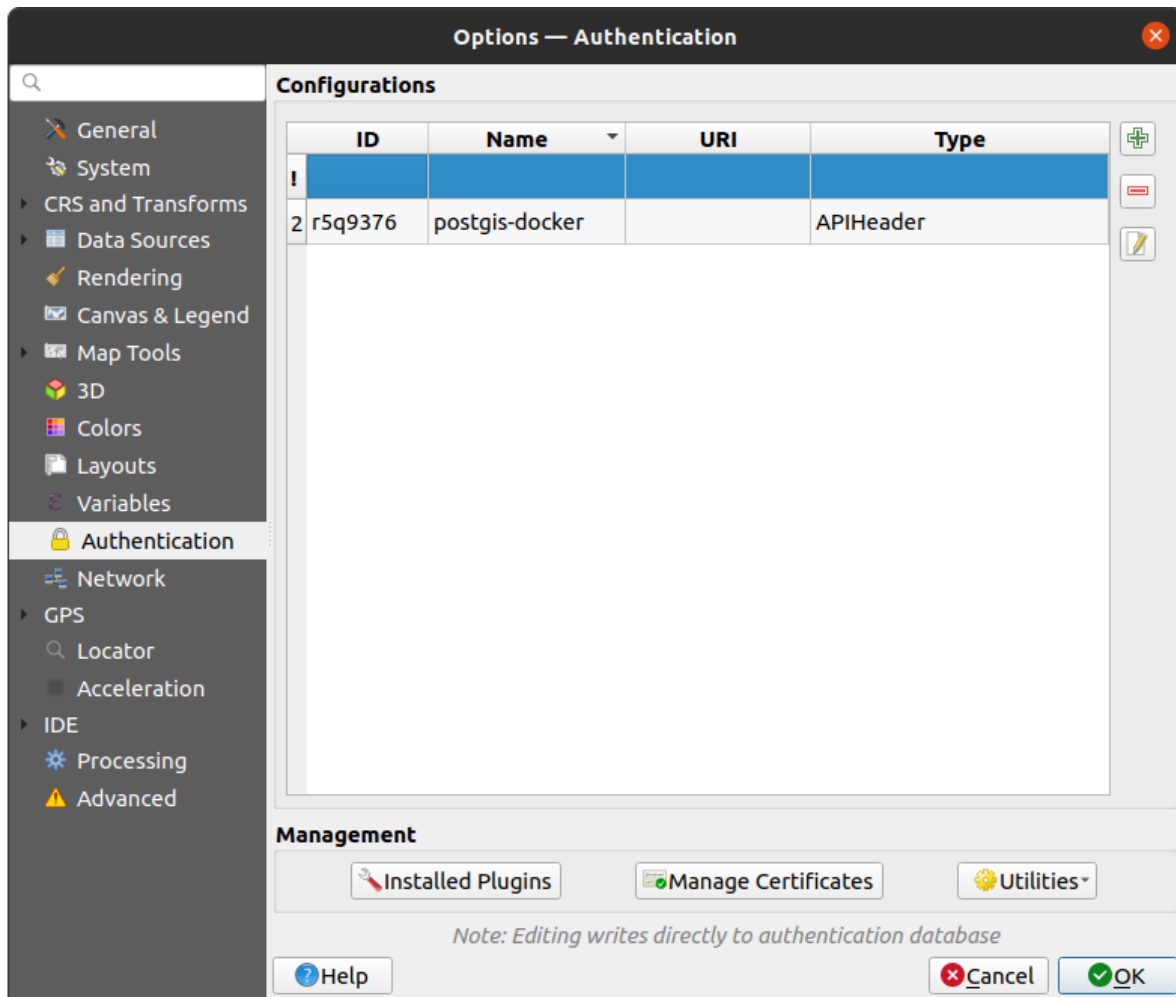 Options — Authentication
Configurations
General
System
CRS and Transforms
Data Sources
Rendering
Canvas & Legend
Map Tools
3D
Colors
Layouts
Variables
Authentication
Network
GPS
Locator
Acceleration
IDE
Processing
Advanced
ID Name URI Type
!
2 r5q9376 postgis-docker APIHeader
Management
Installed Plugins Manage Certificates Utilities
Note: Editing writes directly to authentication database
Help Cancel OK